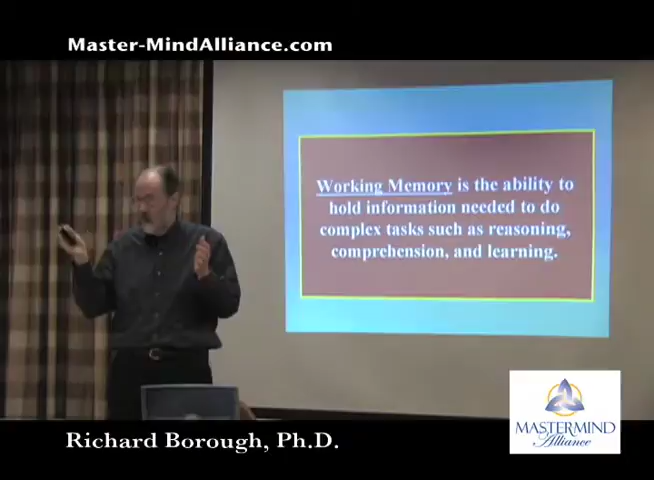 Master-MindAlliance.com
Working Memory is the ability to
hold information needed to do
complex tasks such as reasoning,
comprehension, and learning.
MASTERMIND
Alliance
Richard Borough, Ph.D.